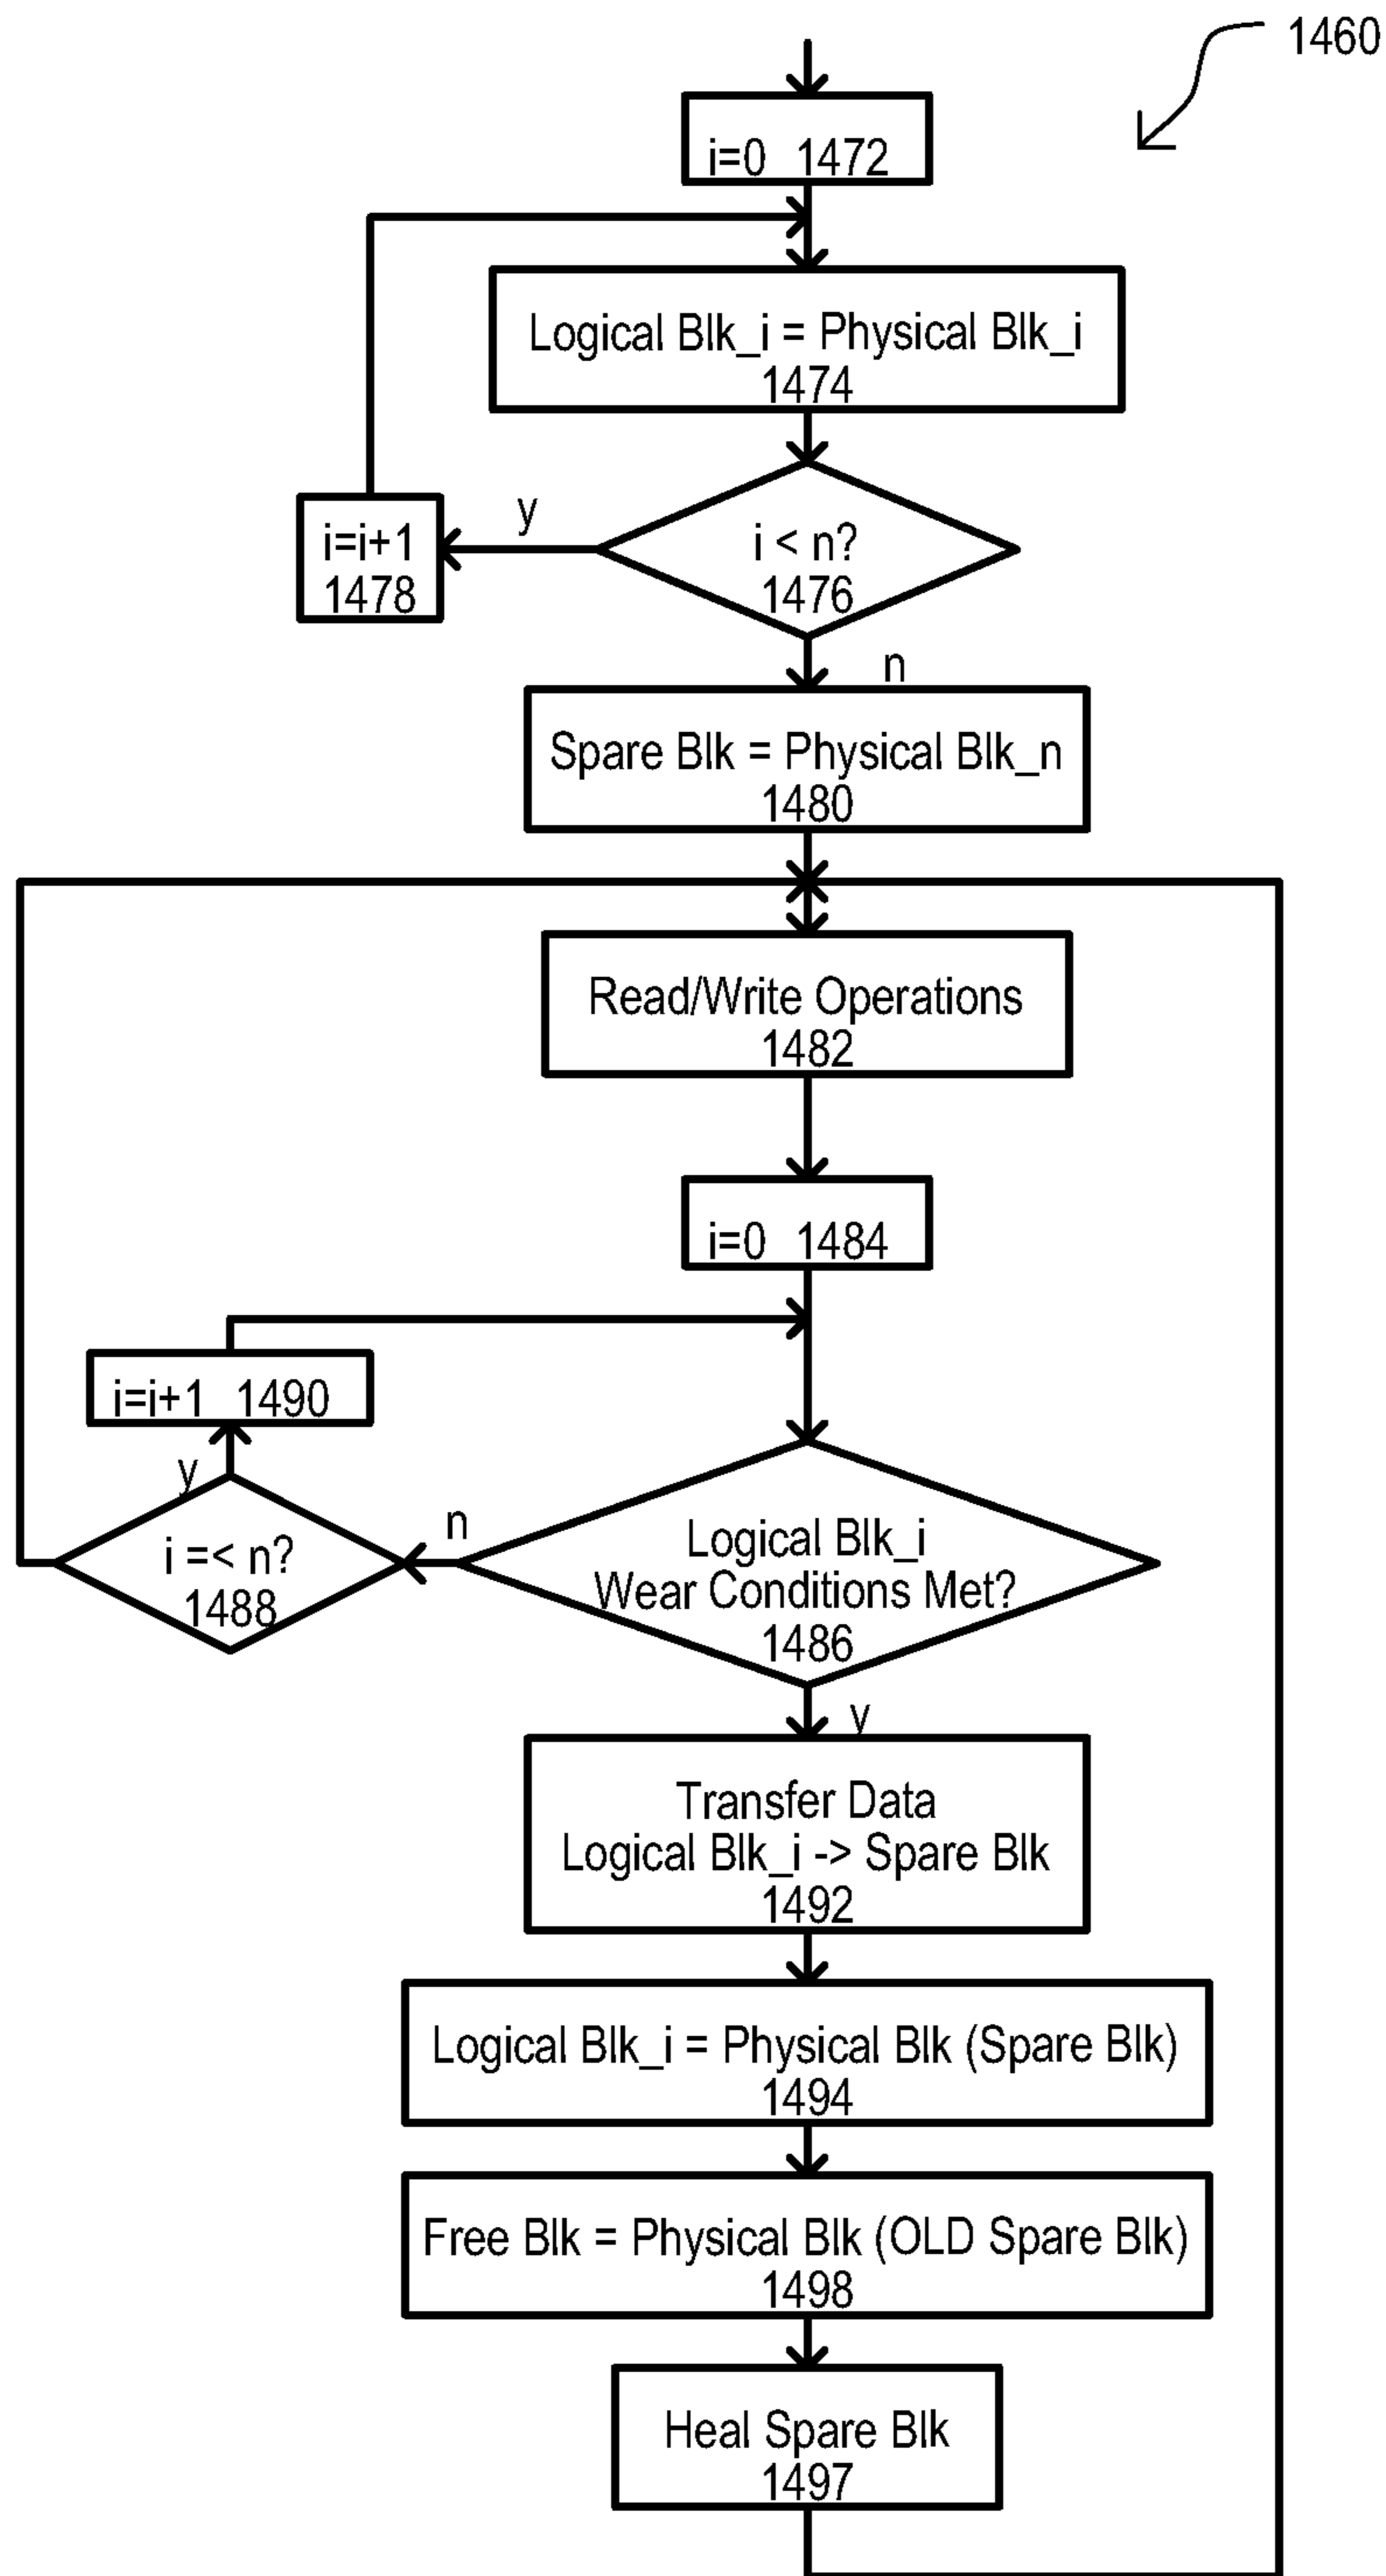 1460
i=0 1472
Logical Blk_i = Physical Blk_i
1474
y
i=i+1
1478
i < n?
1476
n
Spare Blk = Physical Blk_n
1480
Read/Write Operations
1482
i=0 1484
i=i+1 1490
y
i =< n?
1488
n
Logical Blk_i
Wear Conditions Met?
1486
y
Transfer Data
Logical Blk_i -> Spare Blk
1492
Logical Blk_i = Physical Blk (Spare Blk)
1494
Free Blk = Physical Blk (OLD Spare Blk)
1498
Heal Spare Blk
1497